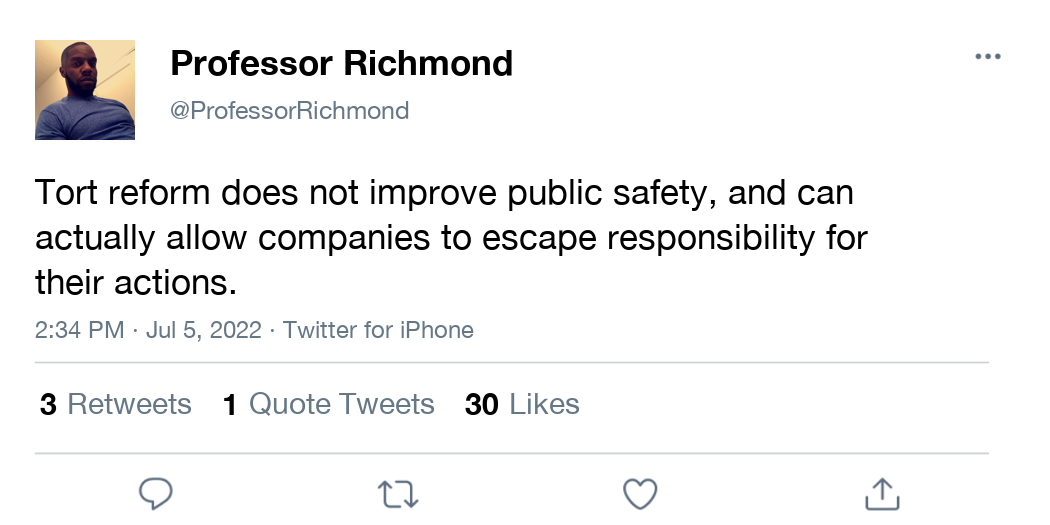 Professor Richmond
@ProfessorRichmond
Tort reform does not improve public safety, and can
actually allow companies to escape responsibility for
their actions.
2:34 PM · Jul 5, 2022 · Twitter for iPhone
3 Retweets 1 Quote Tweets 30 Likes